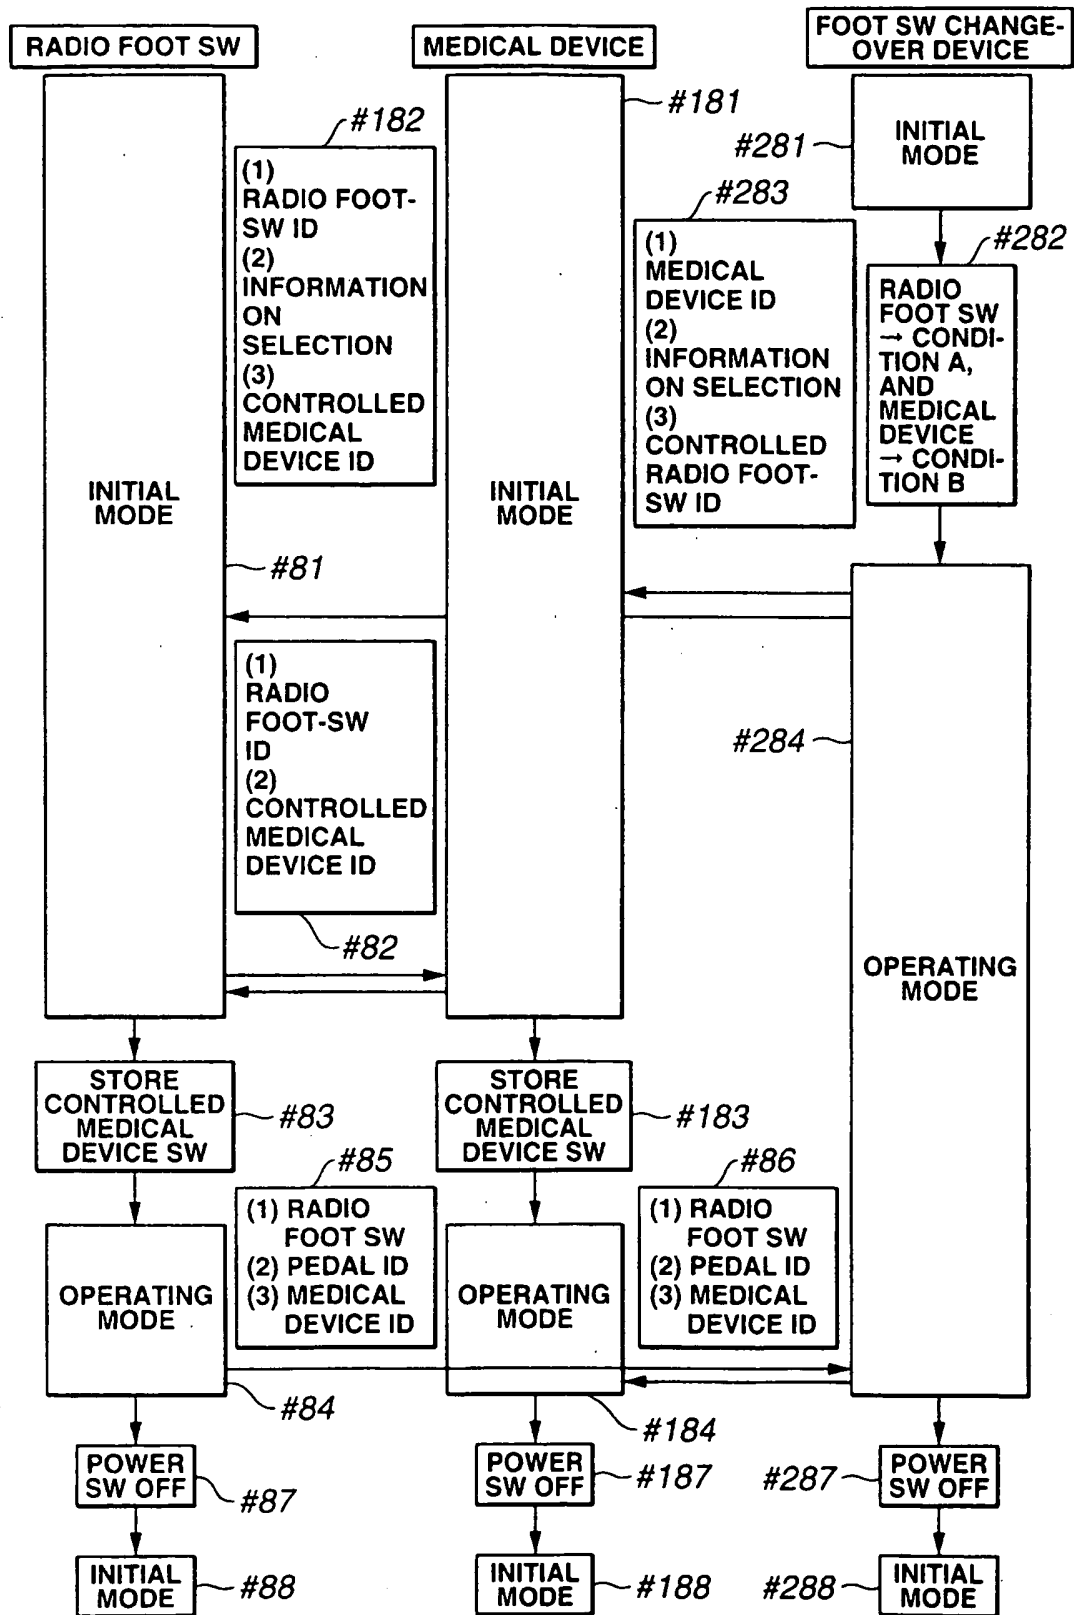 RADIO FOOT SW
MEDICAL DEVICE
FOOT SW CHANGE-
OVER DEVICE
#182
#181
#281
INITIAL
MODE
(1)
RADIO FOOT-
SW ID
(2)
INFORMATION
ON
SELECTION
(3)
CONTROLLED
MEDICAL
DEVICE ID
#283
(1)
MEDICAL
DEVICE ID
(2)
INFORMATION
ON SELECTION
(3)
CONTROLLED
RADIO FOOT-
SW ID
#282
RADIO
FOOT SW
→ CONDI-
TION A,
AND
MEDICAL
DEVICE
→ CONDI-
TION B
INITIAL
MODE
INITIAL
MODE
#81
(1)
RADIO
FOOT-SW
ID
(2)
CONTROLLED
MEDICAL
DEVICE ID
#82
#284
OPERATING
MODE
STORE
CONTROLLED
MEDICAL
DEVICE SW
#83
STORE
CONTROLLED
MEDICAL
DEVICE SW
#183
#85
#86
OPERATING
MODE
(1) RADIO
FOOT SW
(2) PEDAL ID
(3) MEDICAL
DEVICE ID
OPERATING
MODE
(1) RADIO
FOOT SW
(2) PEDAL ID
(3) MEDICAL
DEVICE ID
#84
#184
POWER
SW OFF
#87
POWER
SW OFF
#187
#287
POWER
SW OFF
INITIAL
MODE
#88
INITIAL
MODE
#188
#288
INITIAL
MODE